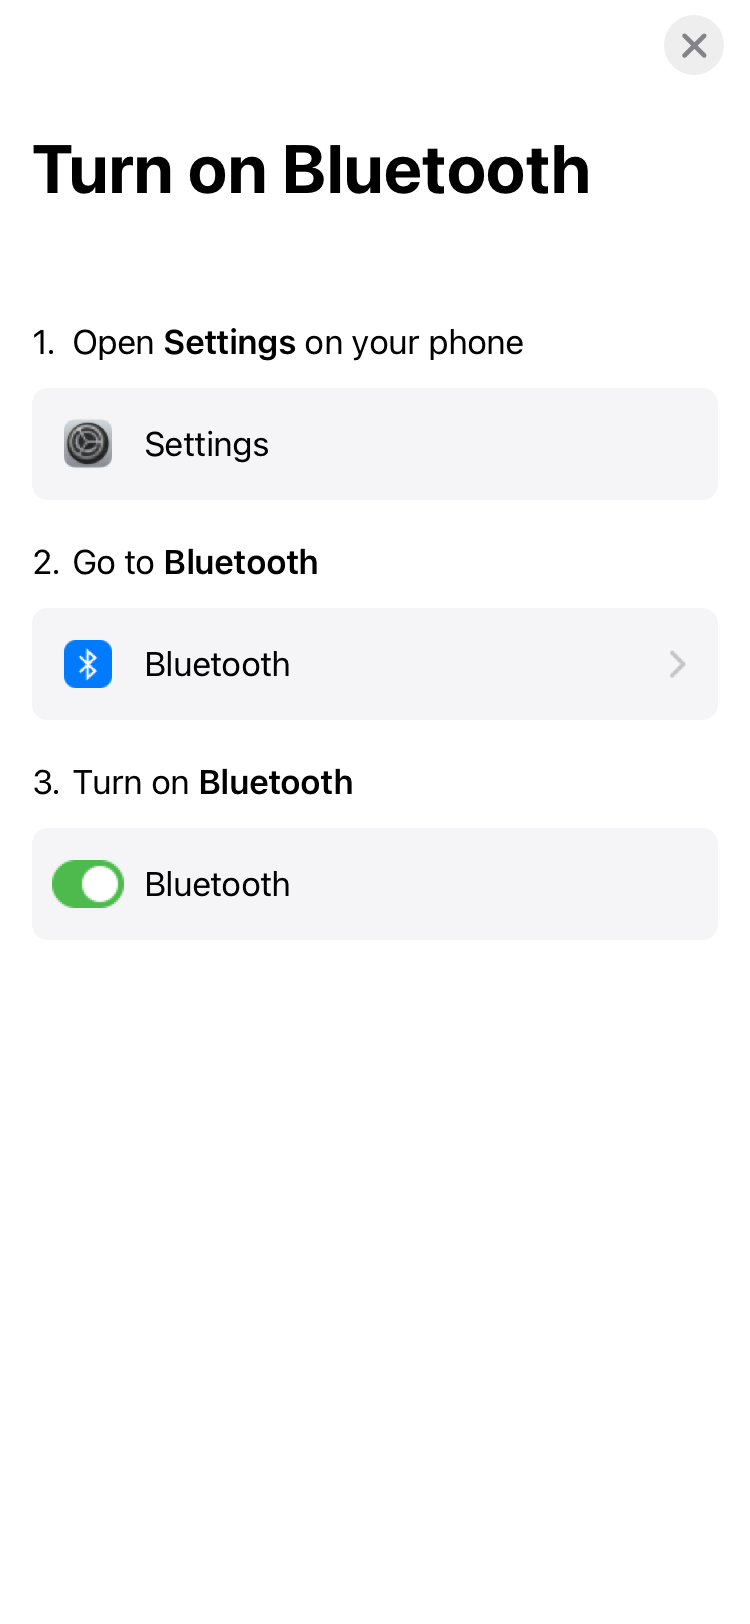 Turn on Bluetooth
1. Open Settings on your phone
Settings
2. Go to Bluetooth
Bluetooth
3. Turn on Bluetooth
Bluetooth